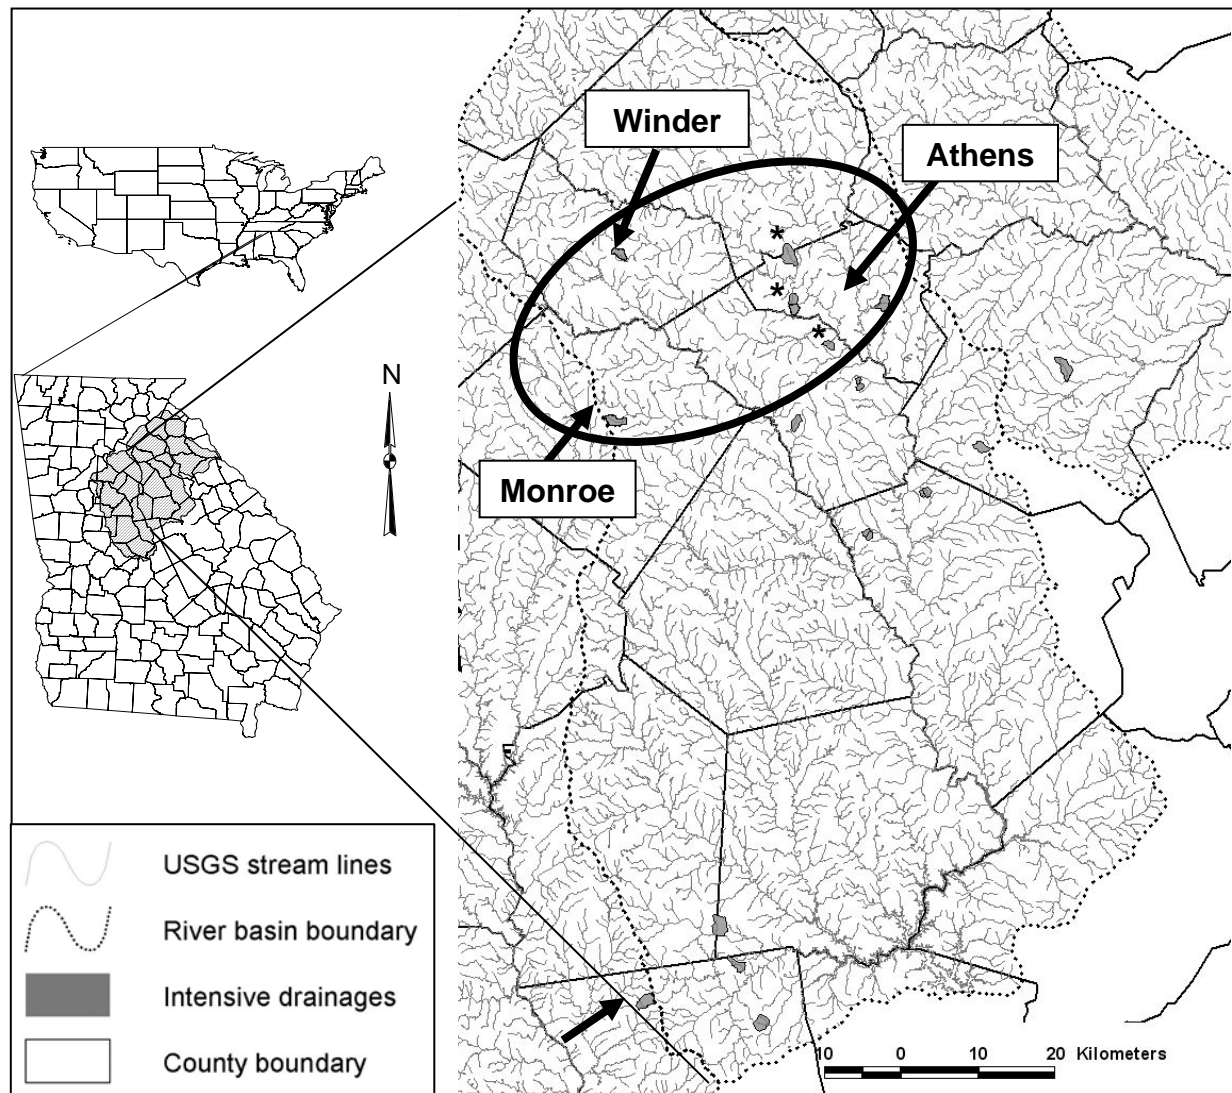 Winder
Athens
*
*
*
N
Monroe
USGS stream lines
River basin boundary
Intensive drainages
County boundary
10 0 10 20 Kilometers